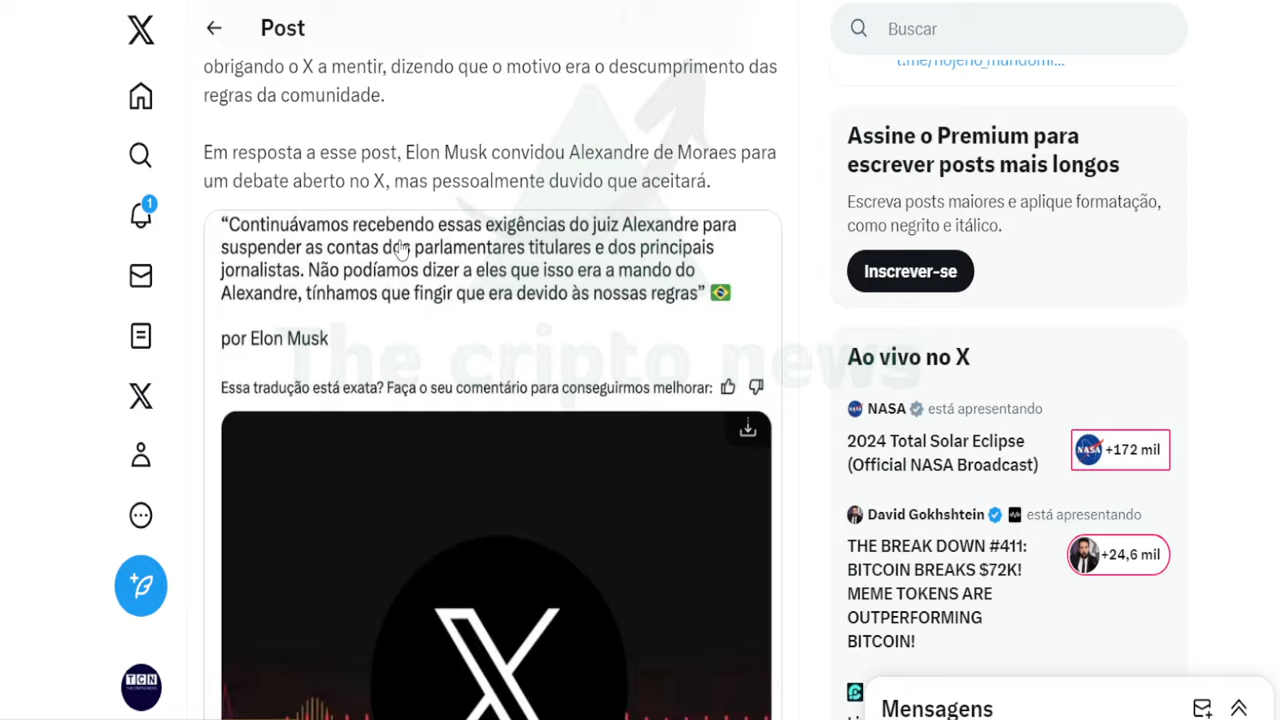 Post
obrigando o X a mentir, dizendo que o motivo era o descumprimento das
regras da comunidade.
Em resposta a esse post, Elon Musk convidou Alexandre de Moraes para
um debate aberto no X, mas pessoalmente duvido que aceitará.
“Continuávamos recebendo essas exigências do juiz Alexandre para
suspender as contas dos parlamentares titulares e dos principais
jornalistas. Não podíamos dizer a eles que isso era a mando do
Alexandre, tínhamos que fingir que era devido às nossas regras”
por Elon Musk
Essa tradução está exata? Faça o seu comentário para conseguirmos melhorar:
The cripto news
1
TCN
Buscar
Assine o Premium para
escrever posts mais longos
Escreva posts maiores e aplique formatação,
como negrito e itálico.
Inscrever-se
Ao vivo no X
NASA está apresentando
2024 Total Solar Eclipse
(Official NASA Broadcast)
+172 mil
David Gokhshtein está apresentando
THE BREAK DOWN #411:
BITCOIN BREAKS $72K!
MEME TOKENS ARE
OUTPERFORMING
BITCOIN!
+24,6 mil
Mensagens